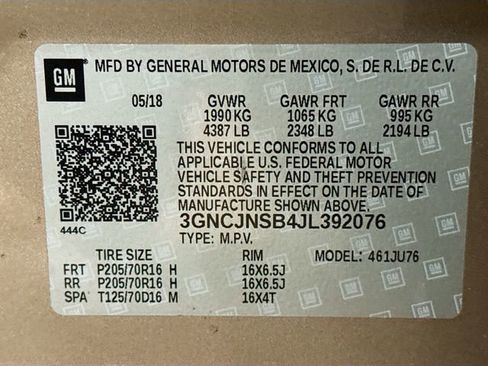 GM MFD BY GENERAL MOTORS DE MEXICO, S. DE R.L. DE C.V.
05/18 GVWR GAWR FRT GAWR RR
1990 KG 1065 KG 995 KG
4387 LB 2348 LB 2194 LB
THIS VEHICLE CONFORMS TO ALL
APPLICABLE U.S. FEDERAL MOTOR
VEHICLE SAFETY AND THEFT PREVENTION
STANDARDS IN EFFECT ON THE DATE OF
MANUFACTURE SHOWN ABOVE.
444C 3GNCJNSB4JL392076
TYPE: M.P.V.
TIRE SIZE RIM MODEL: 461JU76
FRT P205/70R16 H 16X6.5J
RR P205/70R16 H 16X6.5J
SPA T125/70D16 M 16X4T